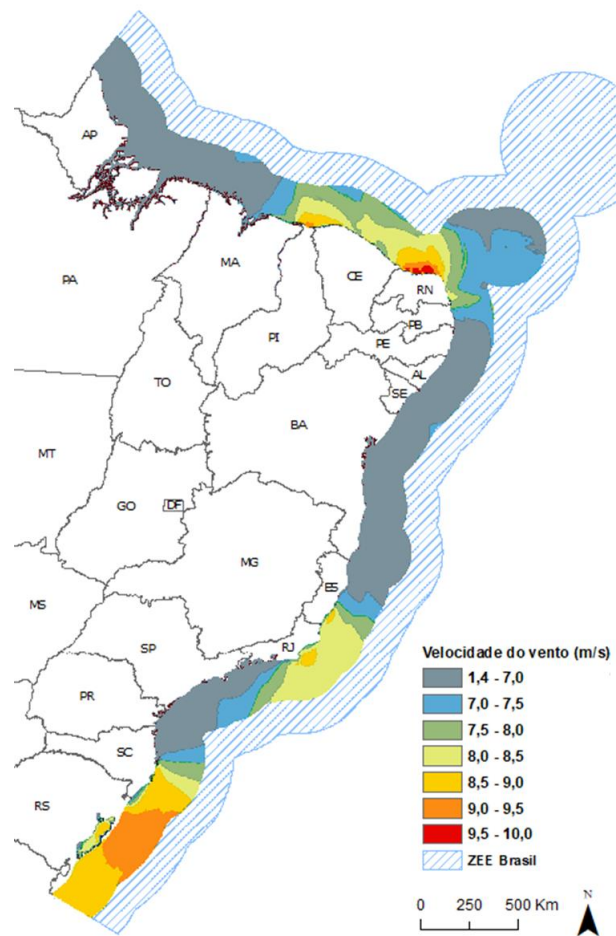 AP
PA
MA
CE
RN
PB
PE
PI
AL
SE
TO
BA
MT
GO
DF
MG
ES
MS
SP
RJ
PR
SC
RS
Velocidade do vento (m/s)
1,4 - 7,0
7,0 - 7,5
7,5 - 8,0
8,0 - 8,5
8,5 - 9,0
9,0 - 9,5
9,5 - 10,0
ZEE Brasil
N
0 250 500 Km